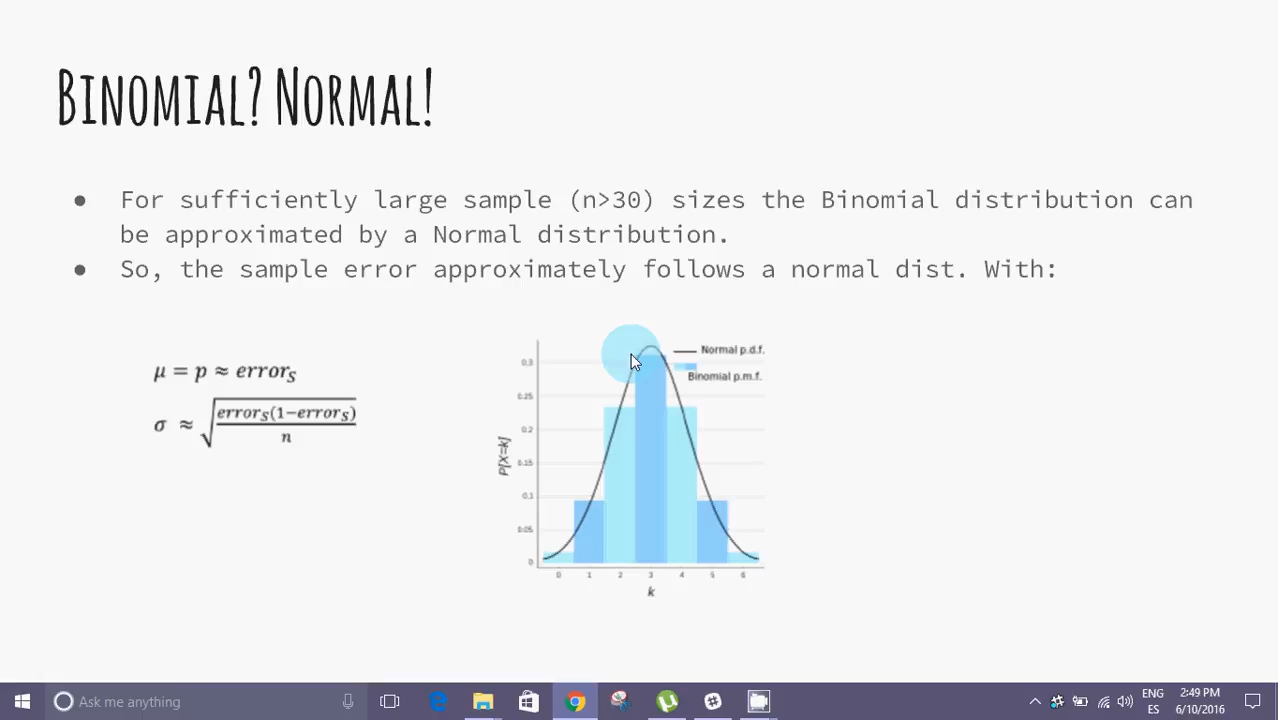 BINOMIAL? NORMAL!
● For sufficiently large sample (n>30) sizes the Binomial distribution can
be approximated by a Normal distribution.
● So, the sample error approximately follows a normal dist. With:
μ = p ≈ errorₛ
σ ≈ √(errorₛ(1−errorₛ)/n)
Normal p.d.f.
Binomial p.m.f.
0.3
0.25
0.2
0.15
0.1
0.05
0
P[X=k]
0 1 2 3 4 5 6
k
Ask me anything
ENG
ES
2:49 PM
6/10/2016